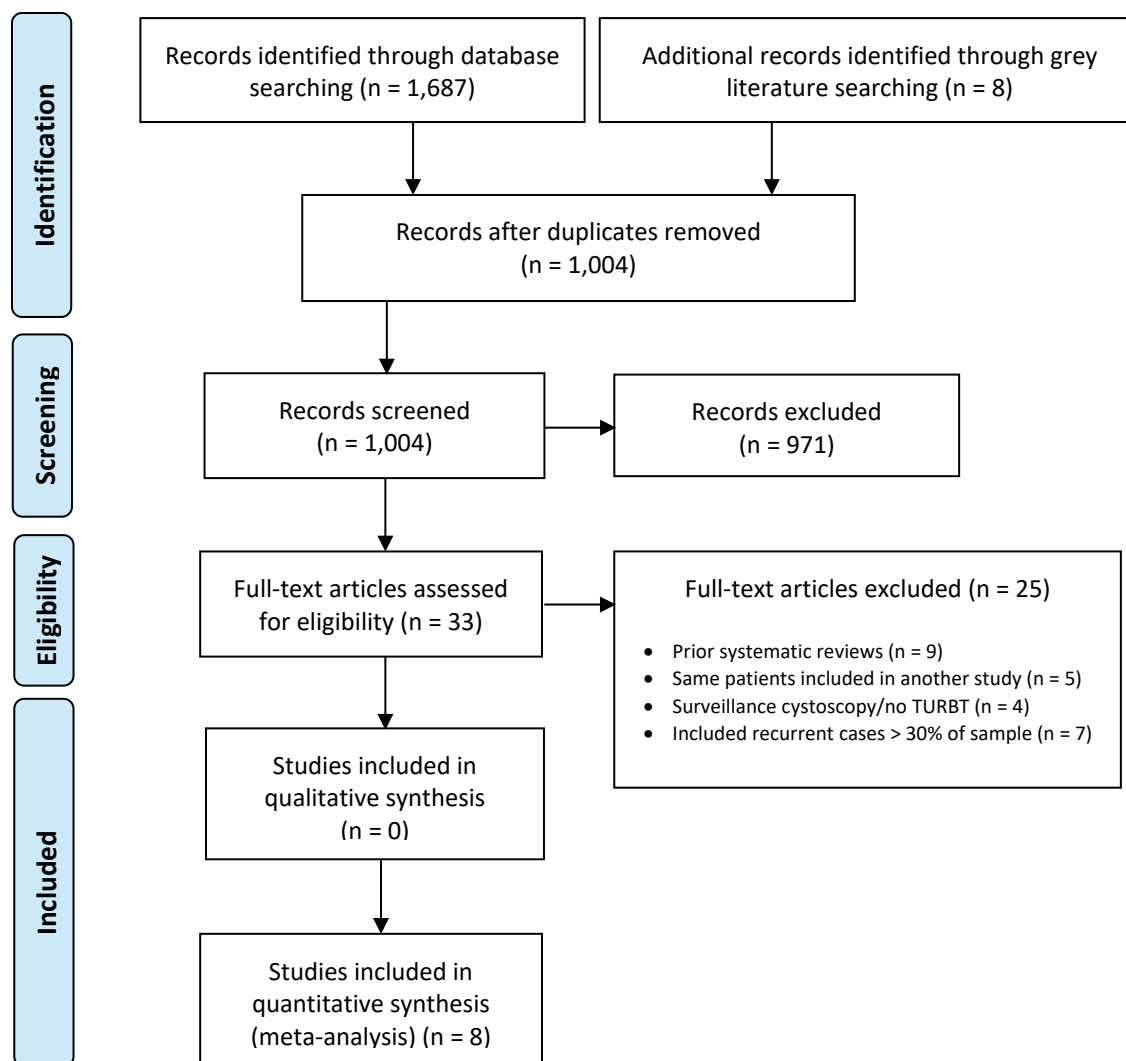 Identification
Records identified through database
searching (n = 1,687)
Additional records identified through grey
literature searching (n = 8)
Records after duplicates removed
(n = 1,004)
Screening
Records screened
(n = 1,004)
Records excluded
(n = 971)
Eligibility
Full-text articles assessed
for eligibility (n = 33)
Full-text articles excluded (n = 25)
• Prior systematic reviews (n = 9)
• Same patients included in another study (n = 5)
• Surveillance cystoscopy/no TURBT (n = 4)
• Included recurrent cases > 30% of sample (n = 7)
Included
Studies included in
qualitative synthesis
(n = 0)
Studies included in
quantitative synthesis
(meta-analysis) (n = 8)